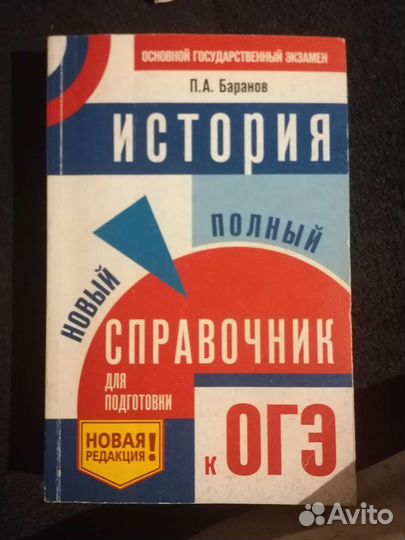 ОСНОВНОЙ ГОСУДАРСТВЕННЫЙ ЭКЗАМЕН
П.А. Баранов
ИСТОРИЯ
НОВЫЙ
ПОЛНЫЙ
СПРАВОЧНИК
ДЛЯ
ПОДГОТОВКИ
НОВАЯ
РЕДАКЦИЯ!
К ОГЭ
Avito